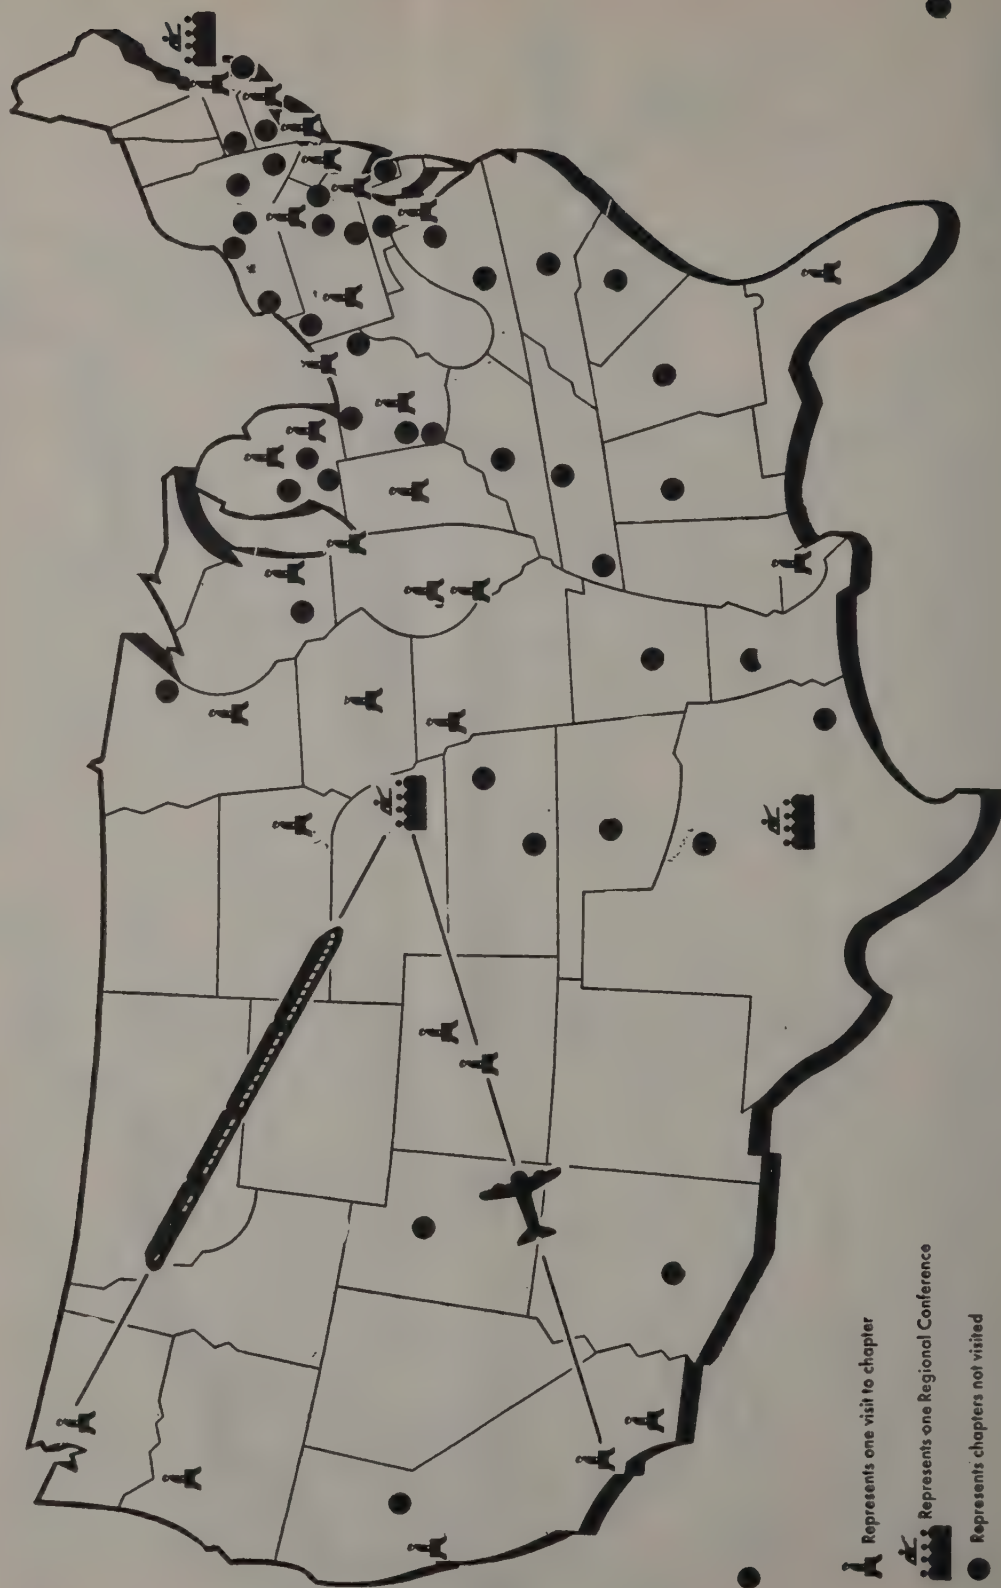 Represents one visit to chapter
Represents one Regional Conference
Represents chapters not visited